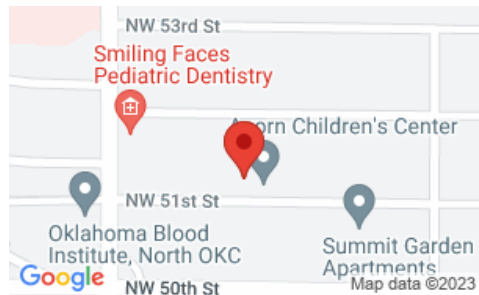 NW 53rd St
Smiling Faces
Pediatric Dentistry
Acorn Children's Center
NW 51st St
Oklahoma Blood
Institute, North OKC
Summit Garden
Apartments
Google
NW 50th St
Map data ©2023